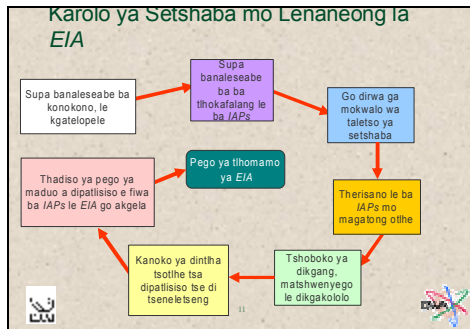 Karolo ya Setshaba mo Lenaneong la
EIA
Supa banaleseabe ba
konokono, le
kgatelopele
Supa
banaleseabe
ba ba
tlhokafalang le
ba IAPs
Go dirwa ga
mokwalo wa
taletso ya
setshaba
Therisano le ba
IAPs mo
magatong otlhe
Tshoboko ya
dikgang,
matshwenyego
le dikgakololo
Kanoko ya dintlha
tsotlhe tsa
dipatlisiso tse di
tseneletseng
Thadiso ya pego ya
maduo a dipatlisiso e fiwa
ba IAPs le EIA go akgela
Pego ya tlhomamo
ya EIA
11